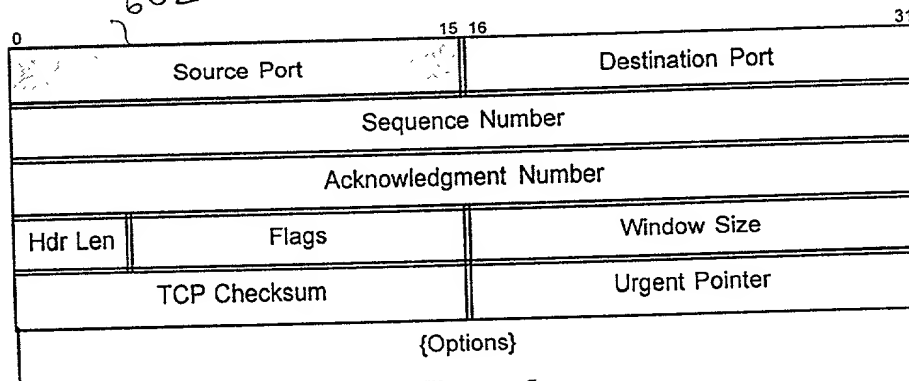 0 15 16 31
Source Port Destination Port
Sequence Number
Acknowledgment Number
Hdr Len Flags Window Size
TCP Checksum Urgent Pointer
{Options}